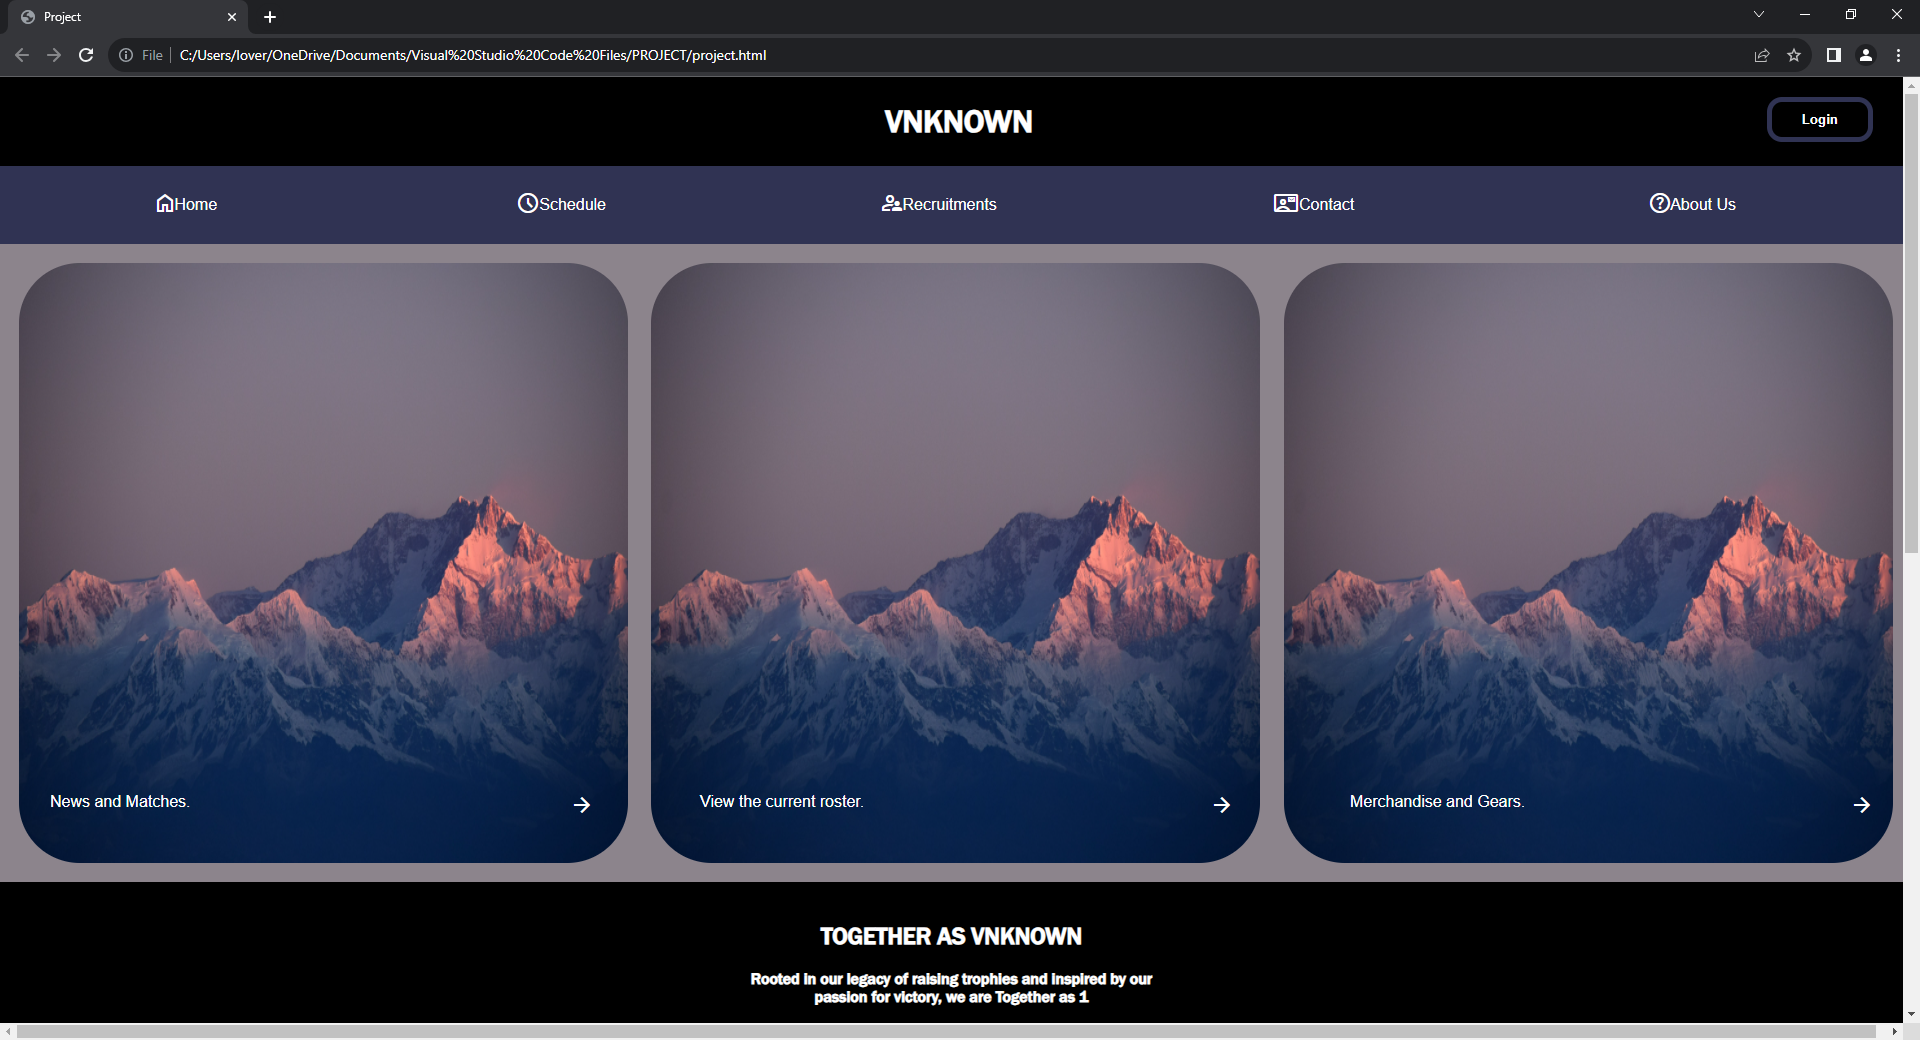 Project
File
C:/Users/lover/OneDrive/Documents/Visual%20Studio%20Code%20Files/PROJECT/project.html
VNKNOWN
Login
Home
Schedule
Recruitments
Contact
About Us
News and Matches.
View the current roster.
Merchandise and Gears.
TOGETHER AS VNKNOWN
Rooted in our legacy of raising trophies and inspired by our
passion for victory, we are Together as 1